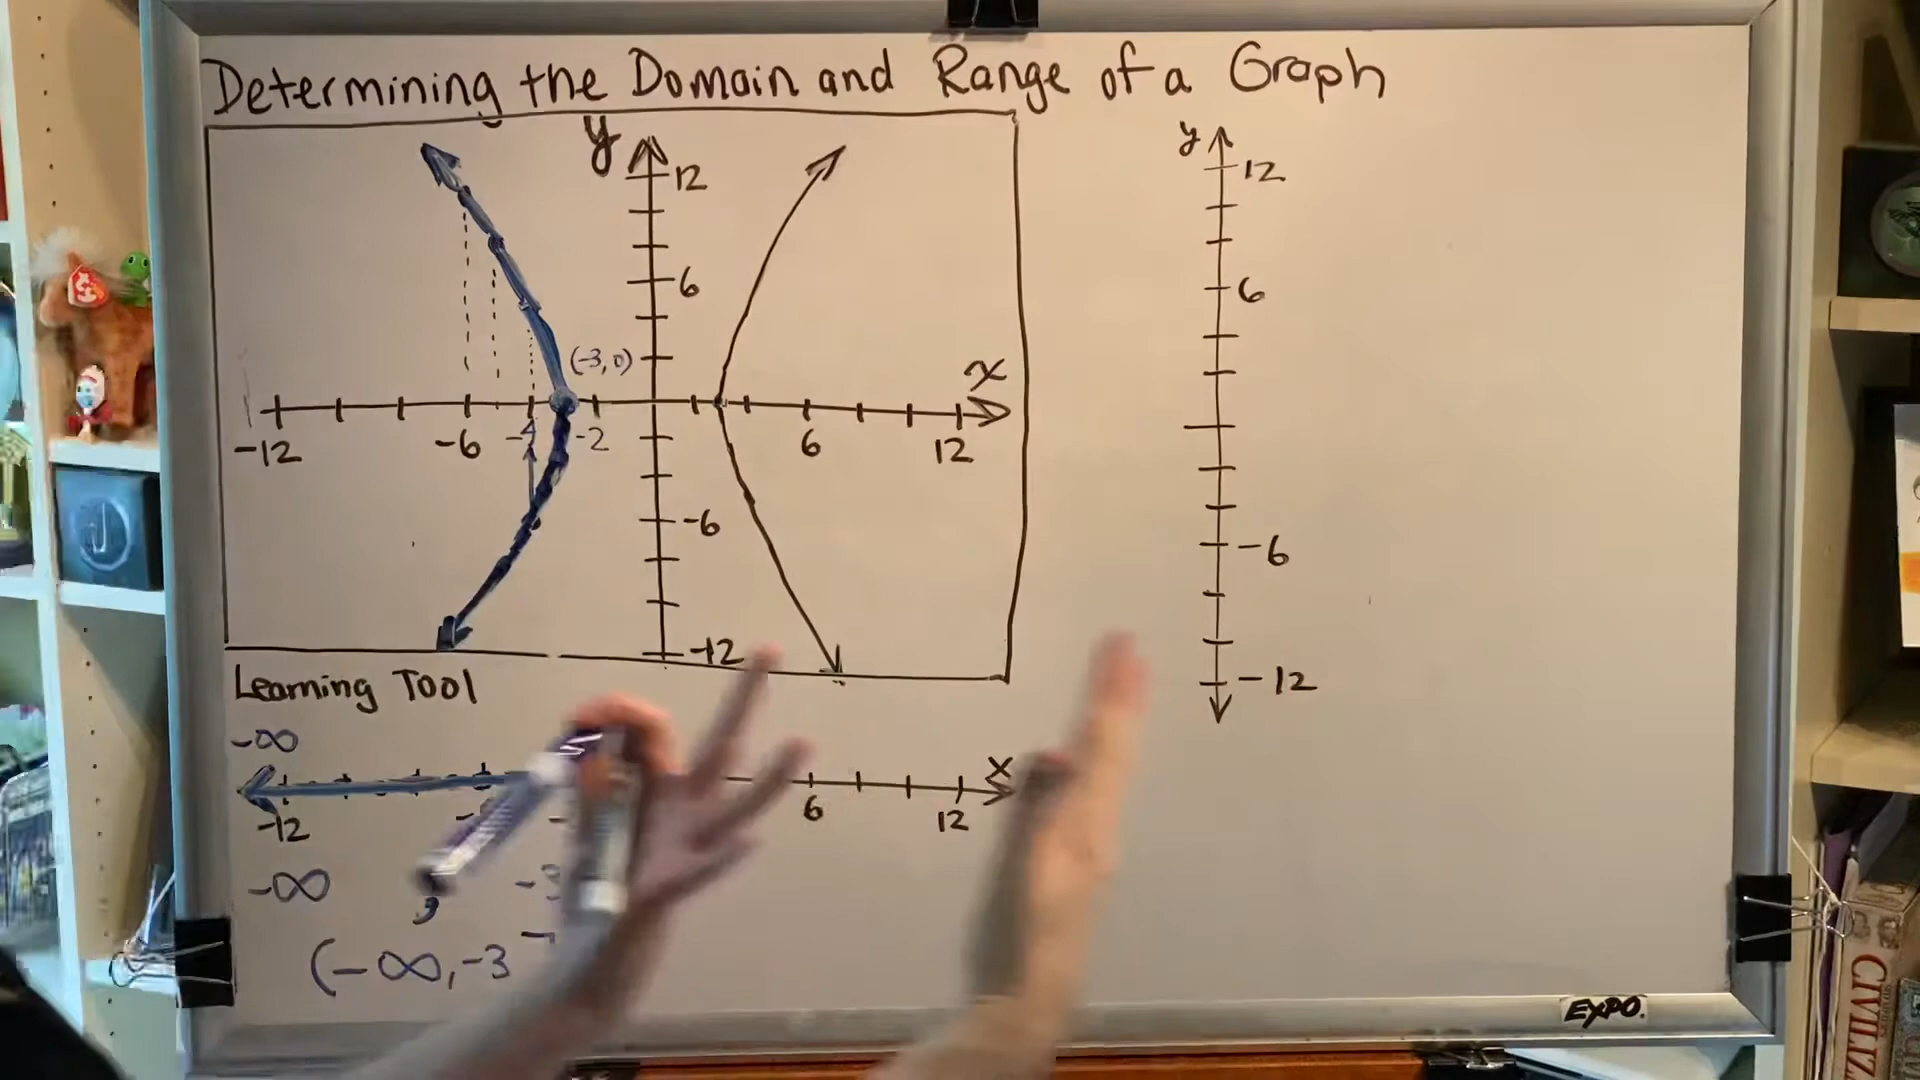 Determining the Domain and Range of a Graph
y
12
6
(-3,0)
x
-12
-6
-2
6
12
-6
-12
Learning Tool
-∞
x
-12
6
12
-∞
,
(-∞,-3
y
12
6
-6
-12
EXPO.
CIVILIZ